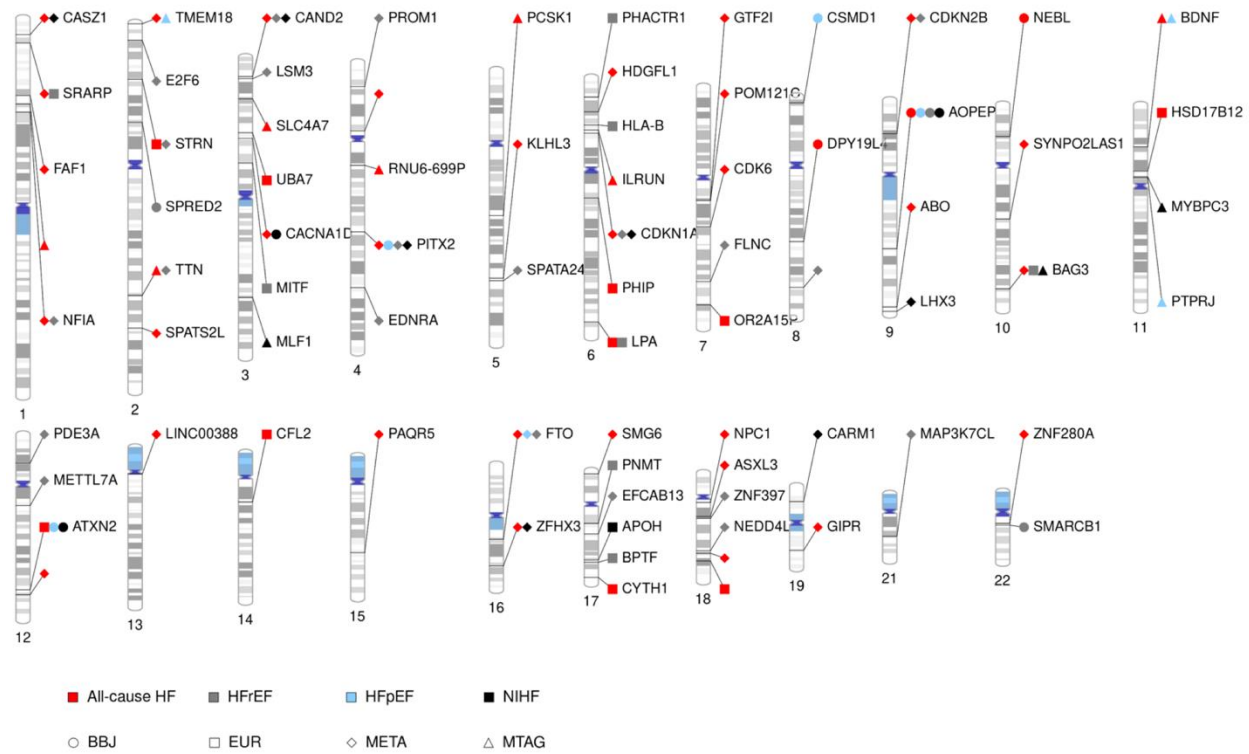 CASZ1
SRARP
FAF1
NFIA
1
TMEM18
E2F6
STRN
SPRED2
TTN
SPATS2L
2
CAND2
LSM3
SLC4A7
UBA7
CACNA1D
MITF
MLF1
3
PROM1
RNU6-699P
PITX2
EDNRA
4
PCSK1
KLHL3
SPATA24
5
PHACTR1
HDGFL1
HLA-B
ILRUN
CDKN1A
PHIP
LPA
6
GTF2I
POM121C
CDK6
FLNC
OR2A15P
7
CSMD1
DPY19L4
8
CDKN2B
AOPEP
ABO
LHX3
9
NEBL
SYNPO2LAS1
BAG3
10
BDNF
HSD17B12
MYBPC3
PTPRJ
11
PDE3A
METTL7A
ATXN2
12
LINC00388
13
CFL2
14
PAQR5
15
FTO
ZFHX3
16
SMG6
PNMT
EFCAB13
APOH
BPTF
CYTH1
17
NPC1
ASXL3
ZNF397
NEDD4L
18
CARM1
GIPR
19
MAP3K7CL
21
ZNF280A
SMARCB1
22
All-cause HF
HFrEF
HFpEF
NIHF
BBJ
EUR
META
MTAG